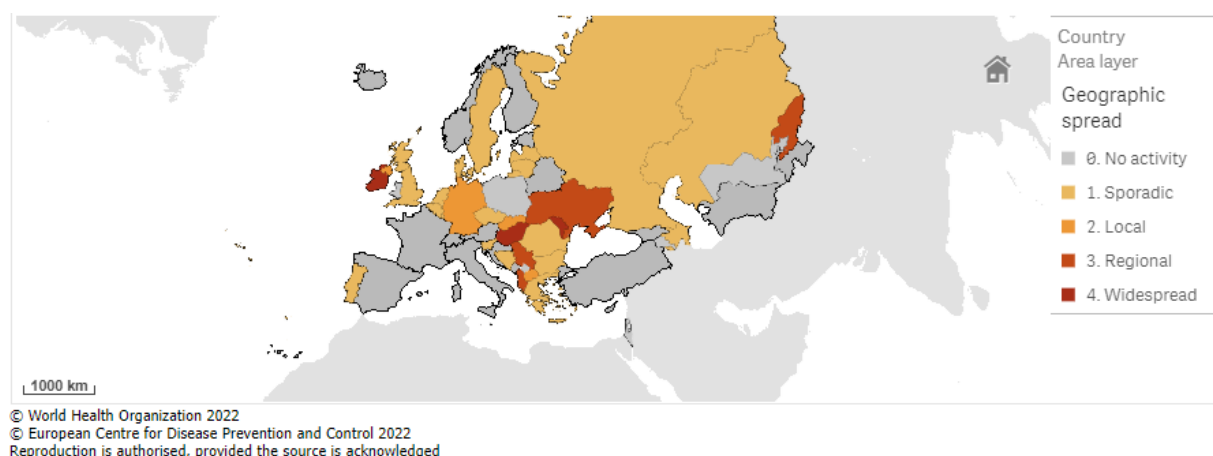 Country
Area layer
Geographic
spread
0. No activity
1. Sporadic
2. Local
3. Regional
4. Widespread
1000 km
© World Health Organization 2022
© European Centre for Disease Prevention and Control 2022
Reproduction is authorised, provided the source is acknowledged